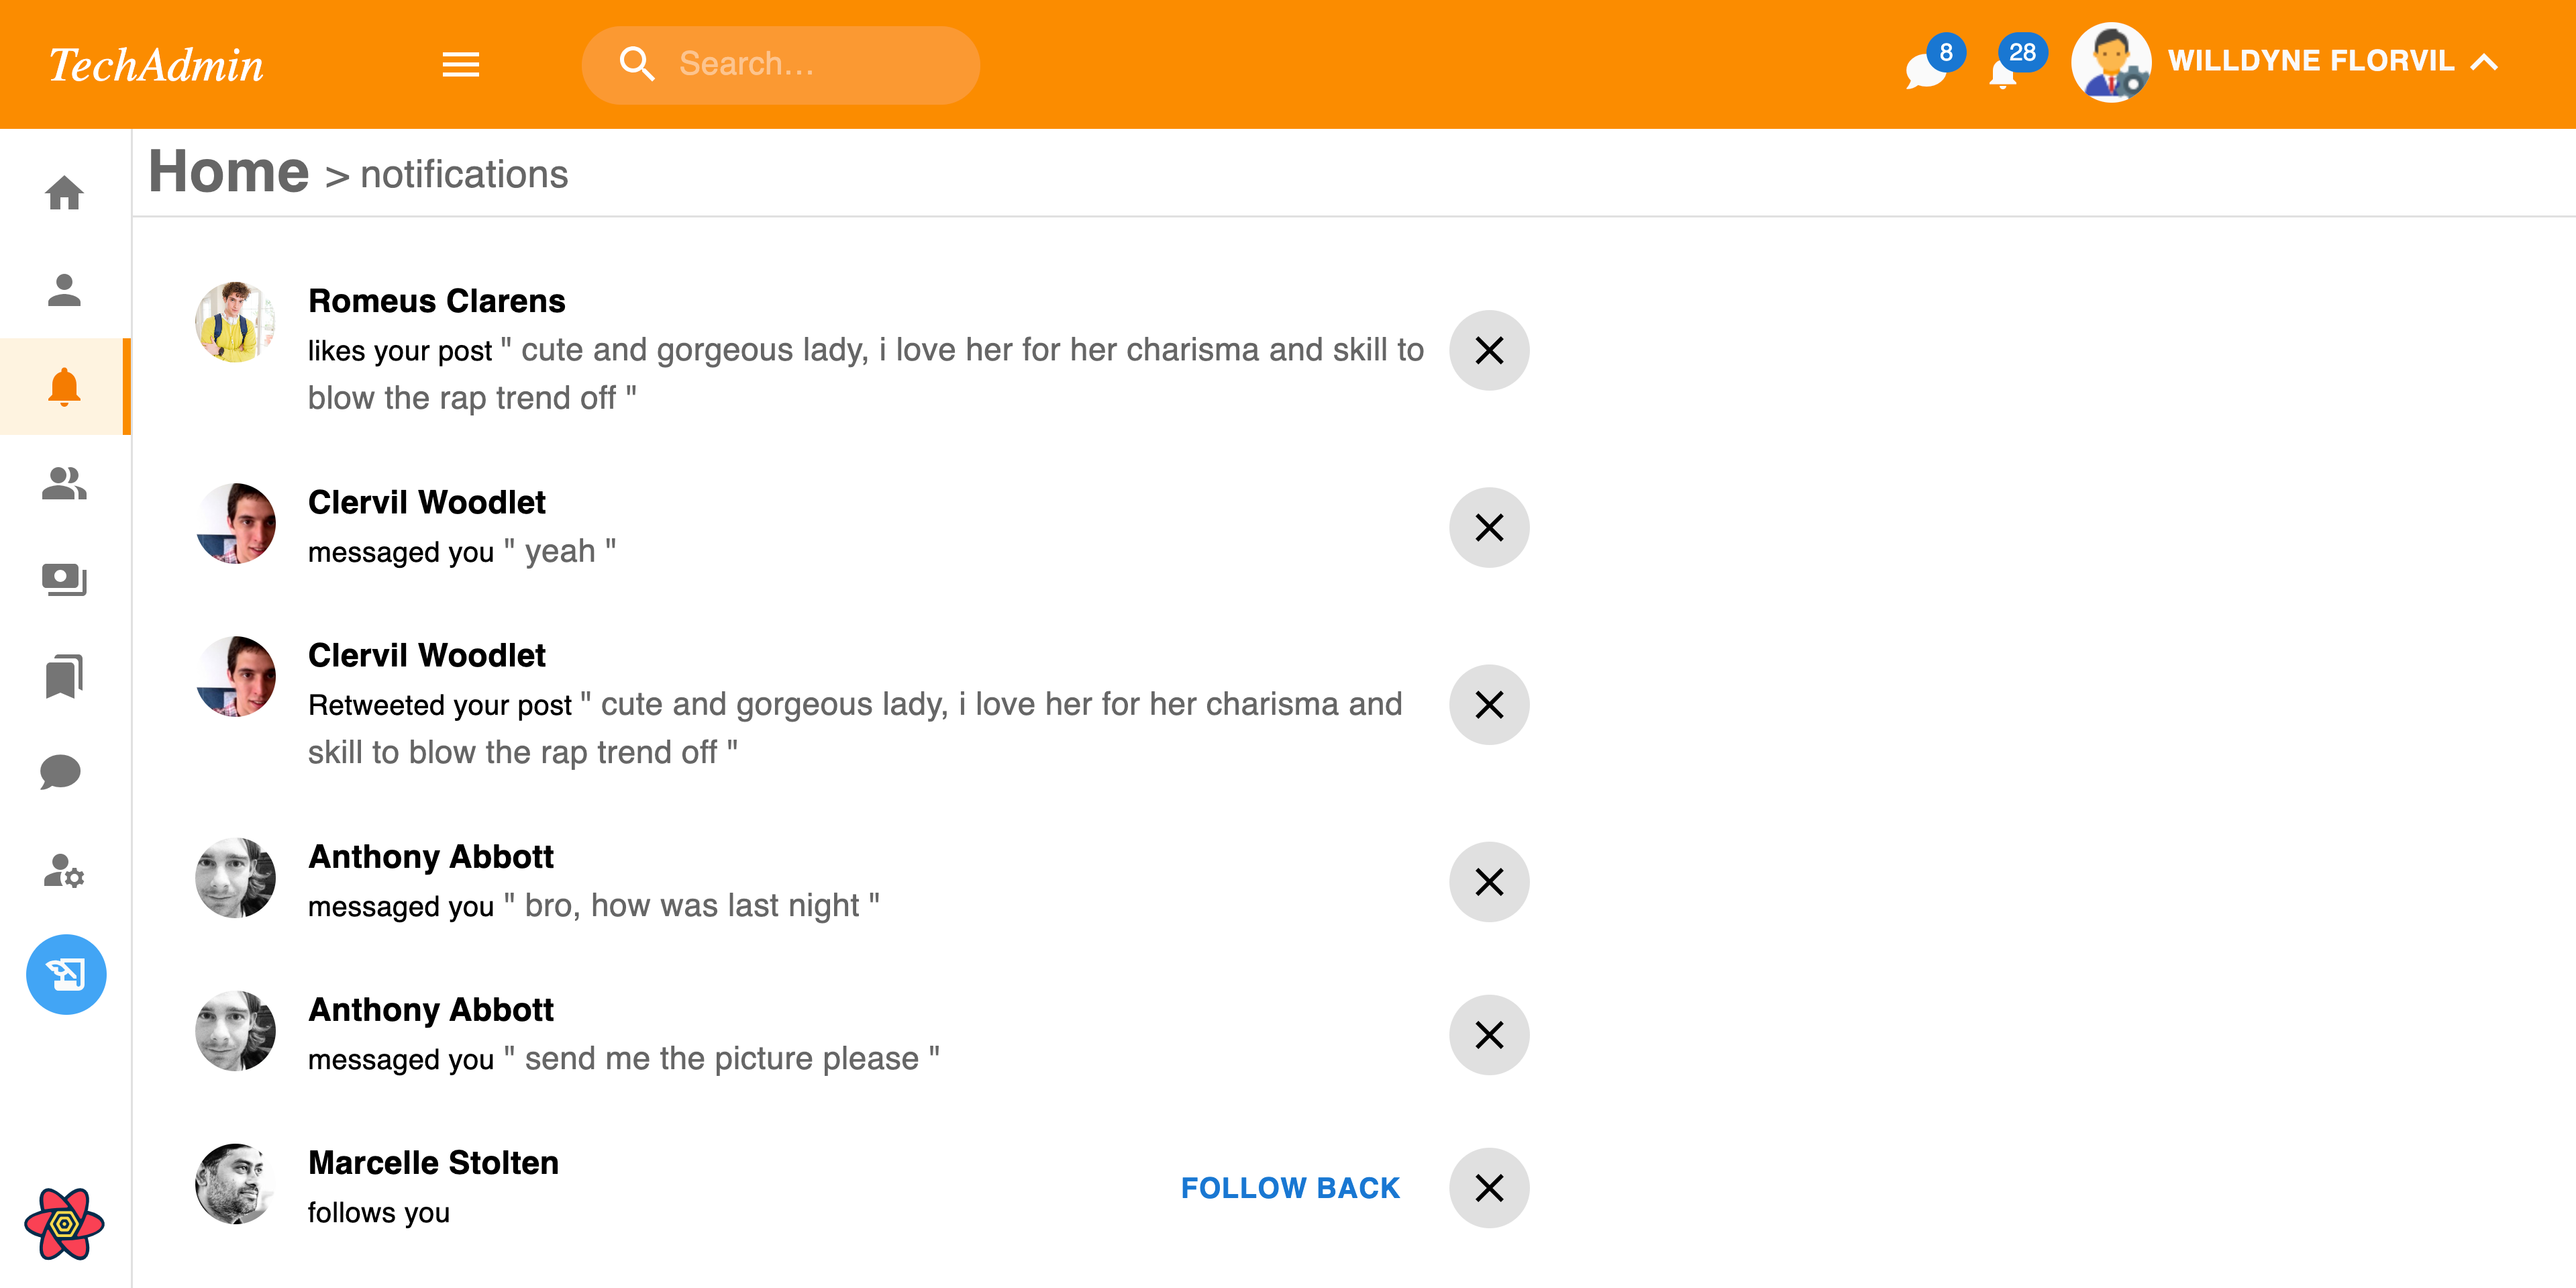 TechAdmin
Search...
8
28
WILLDYNE FLORVIL
Home > notifications
Romeus Clarens
likes your post " cute and gorgeous lady, i love her for her charisma and skill to
blow the rap trend off "
Clervil Woodlet
messaged you " yeah "
Clervil Woodlet
Retweeted your post " cute and gorgeous lady, i love her for her charisma and
skill to blow the rap trend off "
Anthony Abbott
messaged you " bro, how was last night "
Anthony Abbott
messaged you " send me the picture please "
Marcelle Stolten
follows you
FOLLOW BACK